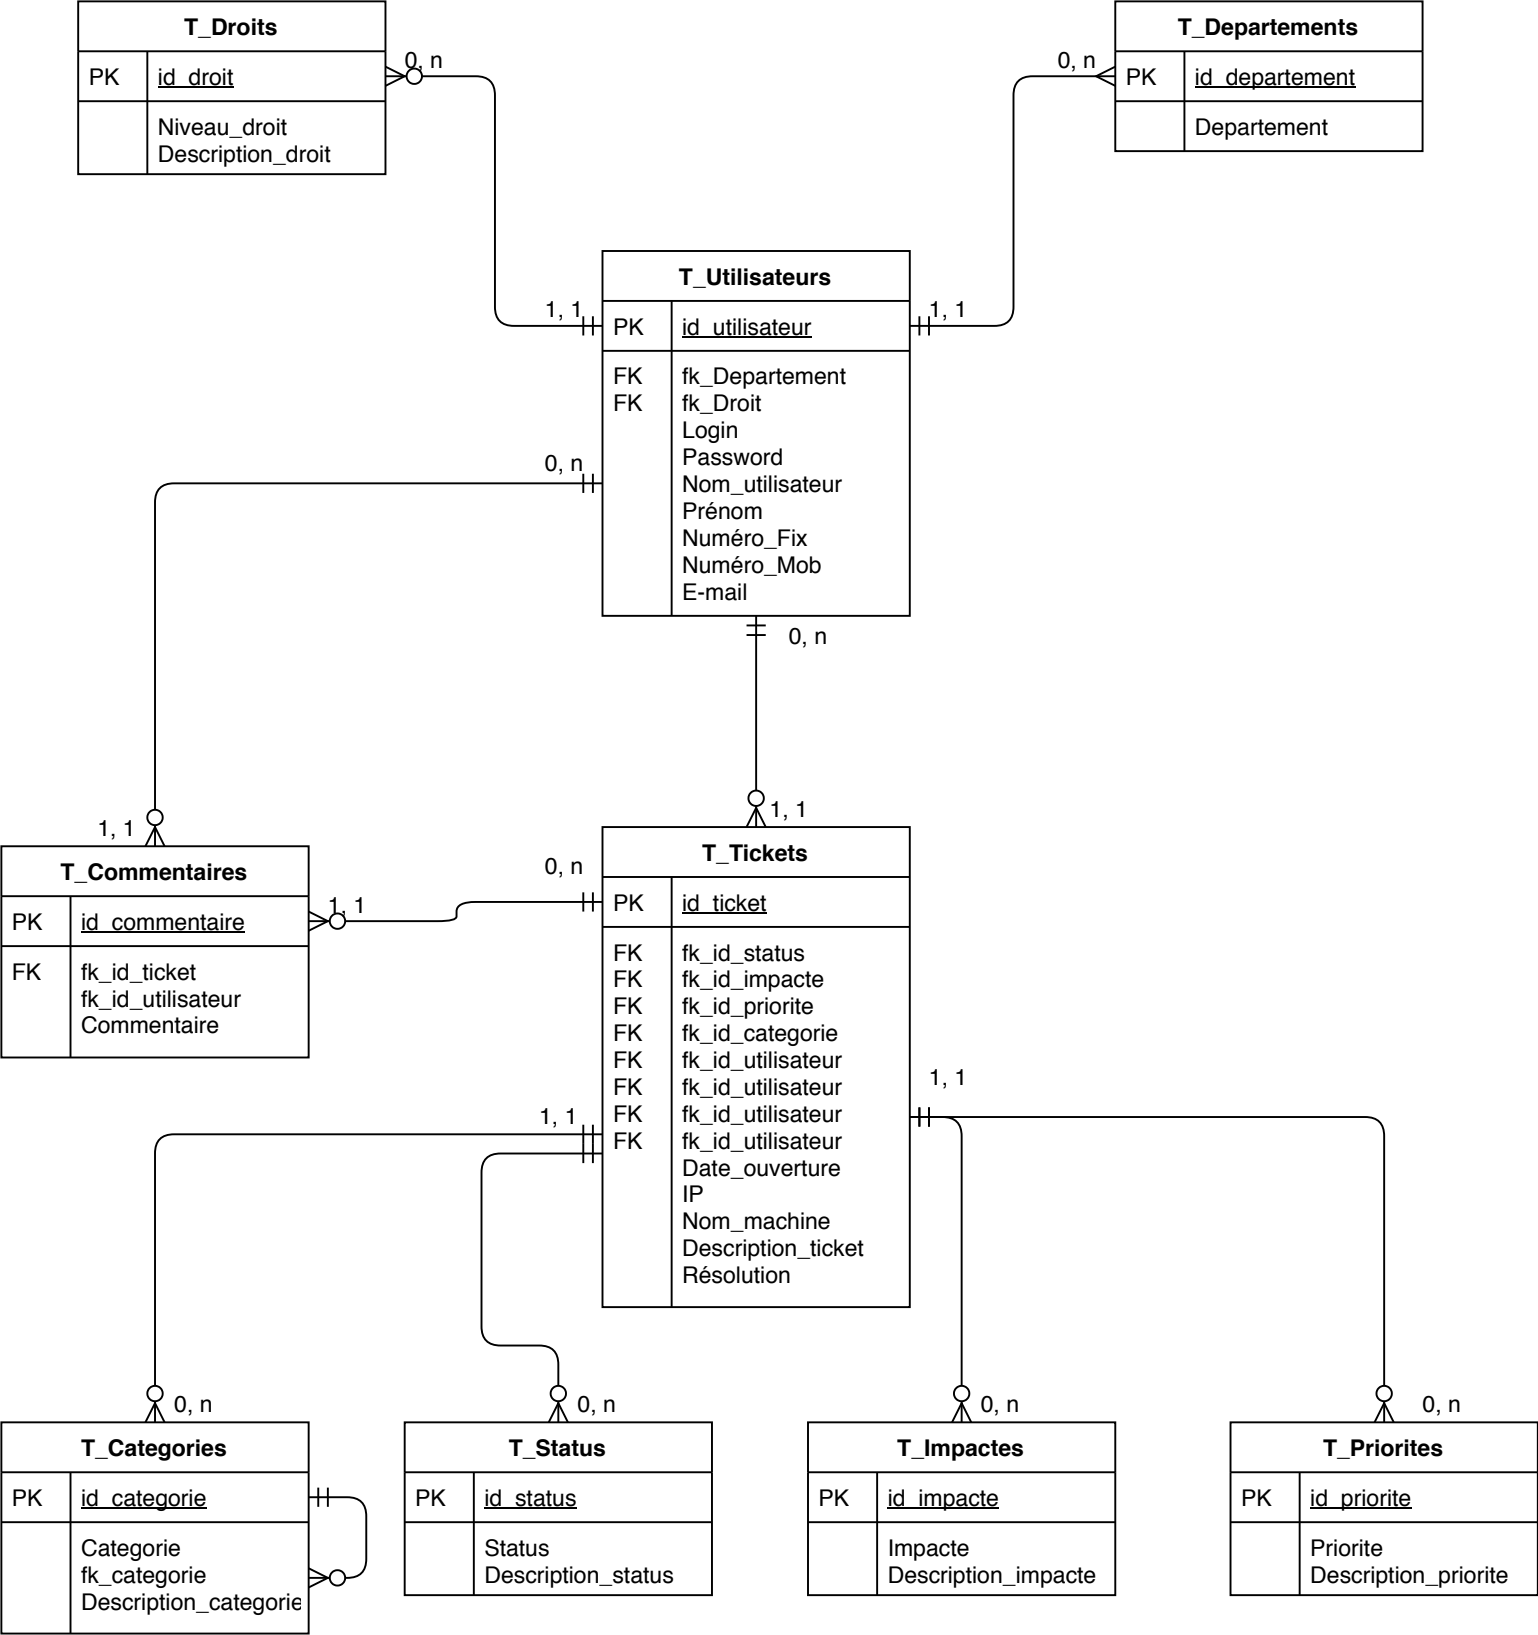 T_Droits
PK id_droit
Niveau_droit
Description_droit
0, n
T_Departements
PK id_departement
Departement
0, n
T_Utilisateurs
PK id_utilisateur
FK fk_Departement
FK fk_Droit
Login
Password
Nom_utilisateur
Prénom
Numéro_Fix
Numéro_Mob
E-mail
1, 1
1, 1
0, n
0, n
1, 1
1, 1
T_Commentaires
PK id_commentaire
FK fk_id_ticket
fk_id_utilisateur
Commentaire
1, 1
0, n
T_Tickets
PK id_ticket
FK fk_id_status
FK fk_id_impacte
FK fk_id_priorite
FK fk_id_categorie
FK fk_id_utilisateur
FK fk_id_utilisateur
FK fk_id_utilisateur
FK fk_id_utilisateur
Date_ouverture
IP
Nom_machine
Description_ticket
Résolution
1, 1
1, 1
0, n
0, n
0, n
0, n
T_Categories
PK id_categorie
Categorie
fk_categorie
Description_categorie
T_Status
PK id_status
Status
Description_status
T_Impactes
PK id_impacte
Impacte
Description_impacte
T_Priorites
PK id_priorite
Priorite
Description_priorite